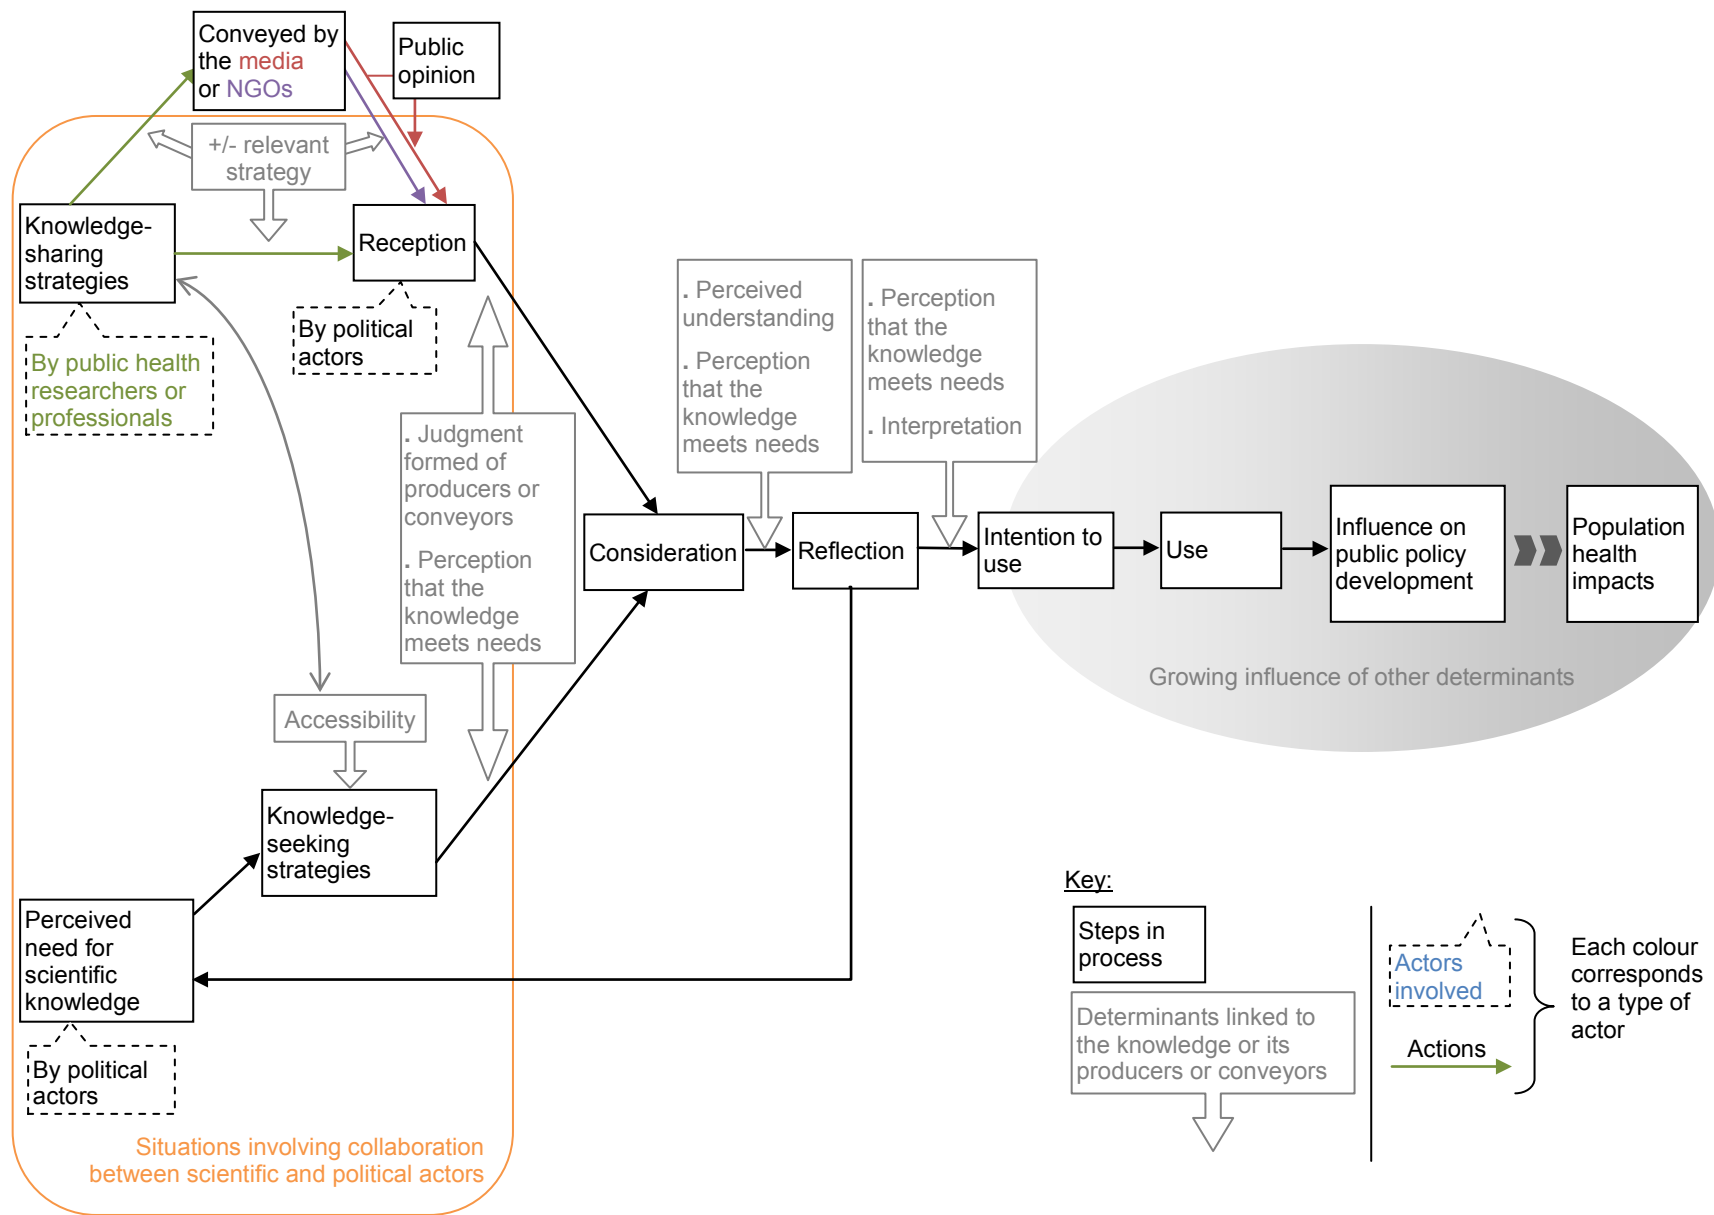 Conveyed by
the media
or NGOs
Public
opinion
+/- relevant
strategy
Knowledge-
sharing
strategies
Reception
By public health
researchers or
professionals
By political
actors
. Judgment
formed of
producers or
conveyors
. Perception
that the
knowledge
meets needs
Accessibility
Knowledge-
seeking
strategies
Perceived
need for
scientific
knowledge
By political
actors
Situations involving collaboration
between scientific and political actors
Consideration
. Perceived
understanding
. Perception
that the
knowledge
meets needs
Reflection
. Perception
that the
knowledge
meets needs
. Interpretation
Intention to
use
Use
Influence on
public policy
development
Population
health
impacts
Growing influence of other determinants
Key:
Steps in
process
Determinants linked to
the knowledge or its
producers or conveyors
Actors
involved
Actions
Each colour
corresponds
to a type of
actor